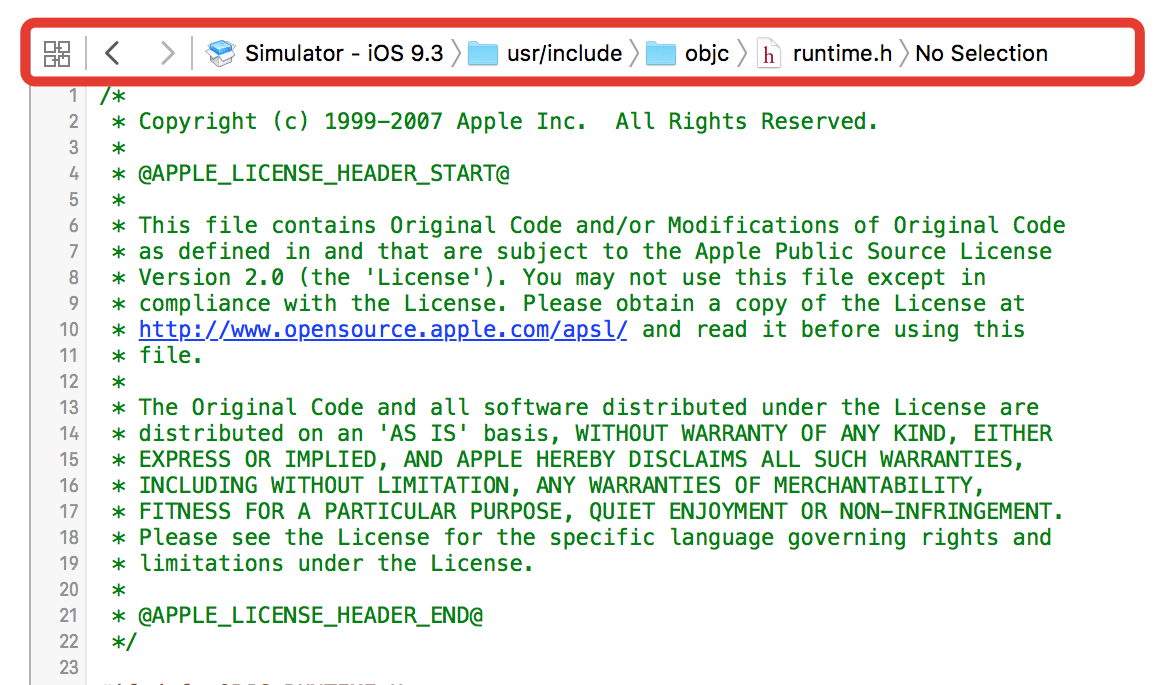 Simulator - iOS 9.3 〉 usr/include 〉 objc 〉 h runtime.h 〉 No Selection
1 /*
2  * Copyright (c) 1999-2007 Apple Inc.  All Rights Reserved.
3  *
4  * @APPLE_LICENSE_HEADER_START@
5  *
6  * This file contains Original Code and/or Modifications of Original Code
7  * as defined in and that are subject to the Apple Public Source License
8  * Version 2.0 (the 'License'). You may not use this file except in
9  * compliance with the License. Please obtain a copy of the License at
10  * http://www.opensource.apple.com/apsl/ and read it before using this
11  * file.
12  *
13  * The Original Code and all software distributed under the License are
14  * distributed on an 'AS IS' basis, WITHOUT WARRANTY OF ANY KIND, EITHER
15  * EXPRESS OR IMPLIED, AND APPLE HEREBY DISCLAIMS ALL SUCH WARRANTIES,
16  * INCLUDING WITHOUT LIMITATION, ANY WARRANTIES OF MERCHANTABILITY,
17  * FITNESS FOR A PARTICULAR PURPOSE, QUIET ENJOYMENT OR NON-INFRINGEMENT.
18  * Please see the License for the specific language governing rights and
19  * limitations under the License.
20  *
21  * @APPLE_LICENSE_HEADER_END@
22  */
23